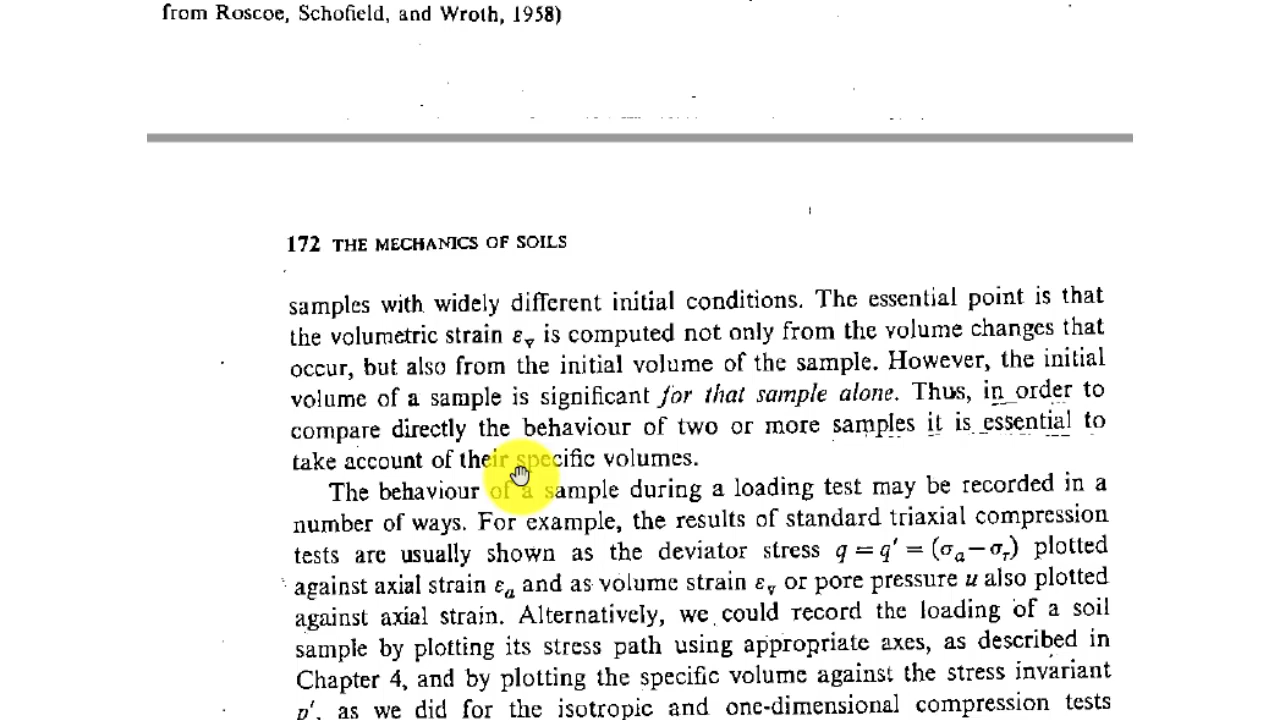 from Roscoe, Schofield, and Wroth, 1958)
172 THE MECHANICS OF SOILS
samples with widely different initial conditions. The essential point is that
the volumetric strain εᵥ is computed not only from the volume changes that
occur, but also from the initial volume of the sample. However, the initial
volume of a sample is significant for that sample alone. Thus, in order to
compare directly the behaviour of two or more samples it is essential to
take account of their specific volumes.
The behaviour of a sample during a loading test may be recorded in a
number of ways. For example, the results of standard triaxial compression
tests are usually shown as the deviator stress q = q′ = (σₐ−σᵣ) plotted
against axial strain εₐ and as volume strain εᵥ or pore pressure u also plotted
against axial strain. Alternatively, we could record the loading of a soil
sample by plotting its stress path using appropriate axes, as described in
Chapter 4, and by plotting the specific volume against the stress invariant
p′, as we did for the isotropic and one-dimensional compression tests